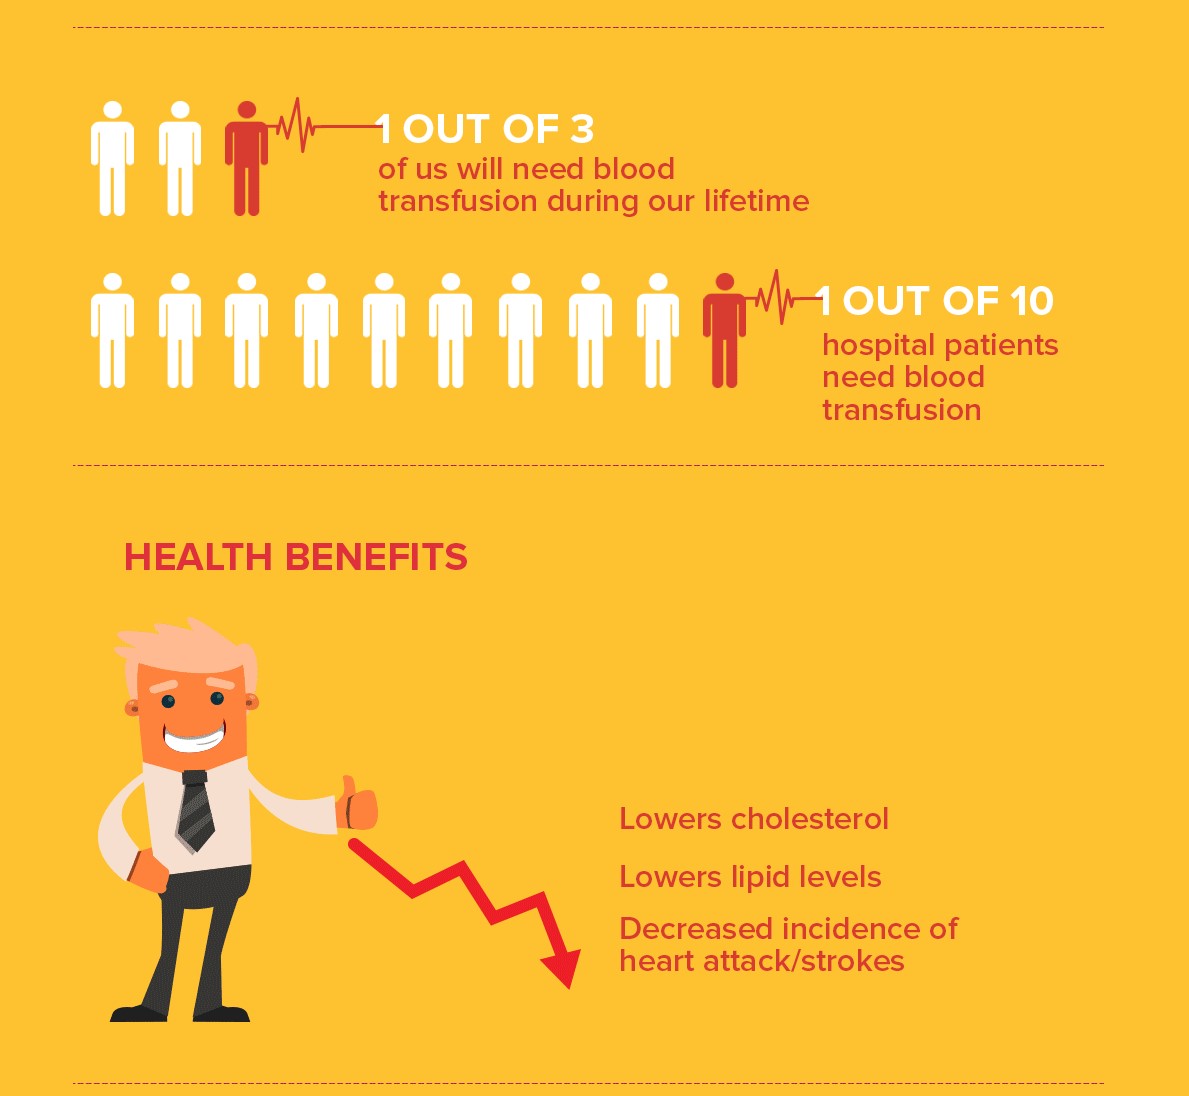 1 OUT OF 3
of us will need blood
transfusion during our lifetime
1 OUT OF 10
hospital patients
need blood
transfusion
HEALTH BENEFITS
Lowers cholesterol
Lowers lipid levels
Decreased incidence of
heart attack/strokes